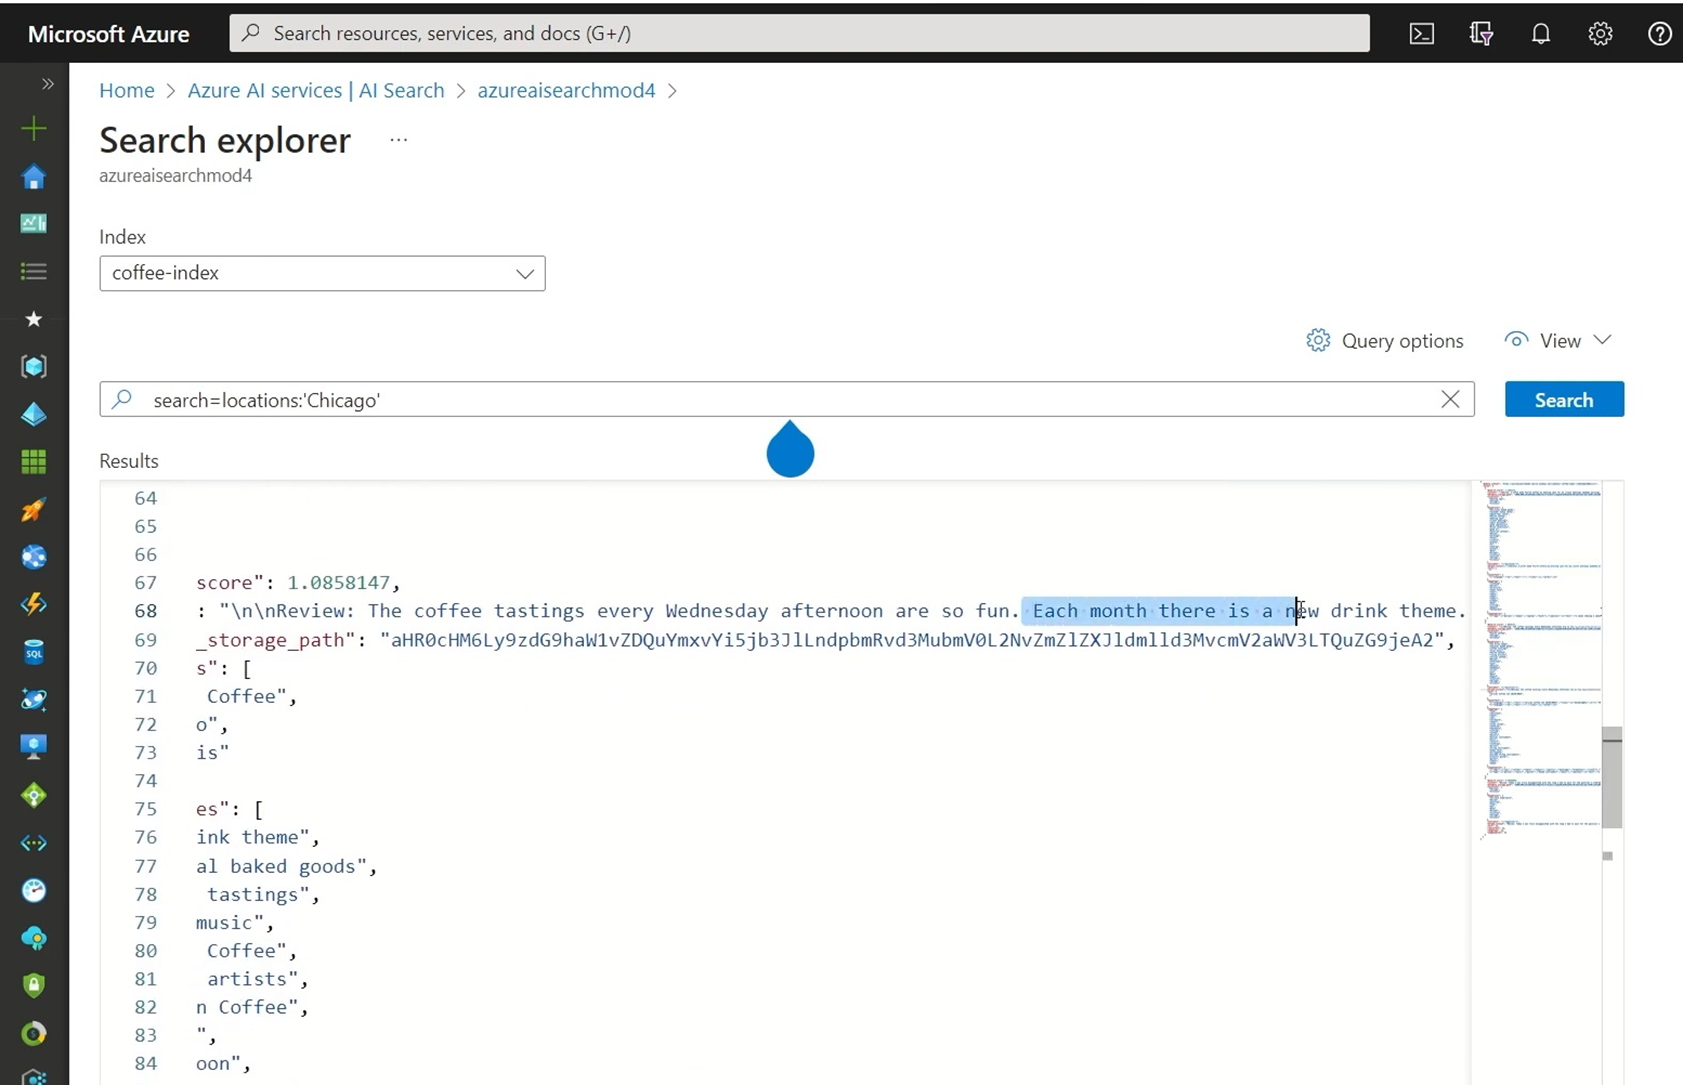 Microsoft Azure
Search resources, services, and docs (G+/)
Home > Azure AI services | AI Search > azureaisearchmod4 >
Search explorer ...
azureaisearchmod4
Index
coffee-index
Query options View
search=locations:'Chicago'
Search
Results
64
65
66
67 score": 1.0858147,
68 : "\n\nReview: The coffee tastings every Wednesday afternoon are so fun. Each month there is a new drink theme.
69 _storage_path": "aHR0cHM6Ly9zdG9haW1vZDQuYmxvYi5jb3JlLndpbmRvd3MubmV0L2NvZmZlZXJldmlld3MvcmV2aWV3LTQuZG9jeA2",
70 s": [
71 Coffee",
72 o",
73 is"
74
75 es": [
76 ink theme",
77 al baked goods",
78 tastings",
79 music",
80 Coffee",
81 artists",
82 n Coffee",
83 ",
84 oon",